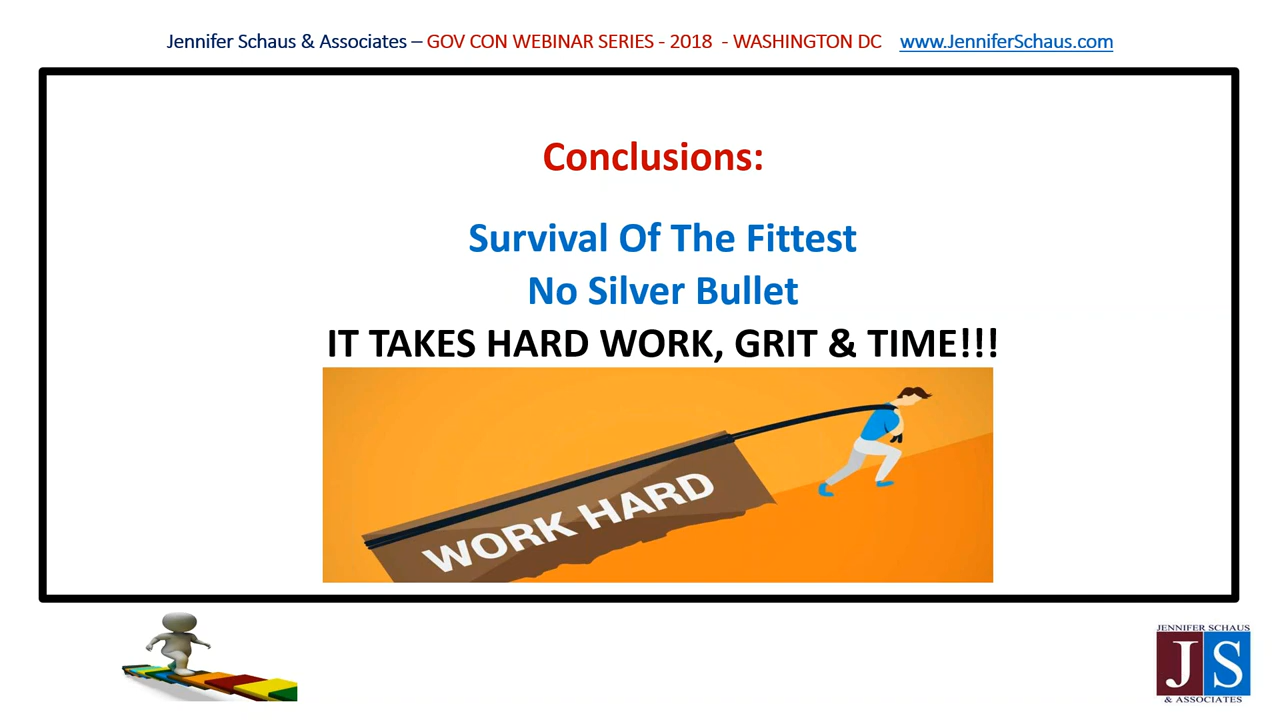 Jennifer Schaus & Associates – GOV CON WEBINAR SERIES - 2018 - WASHINGTON DC www.JenniferSchaus.com
Conclusions:
Survival Of The Fittest
No Silver Bullet
IT TAKES HARD WORK, GRIT & TIME!!!
WORK HARD
JENNIFER SCHAUS
J S
& ASSOCIATES